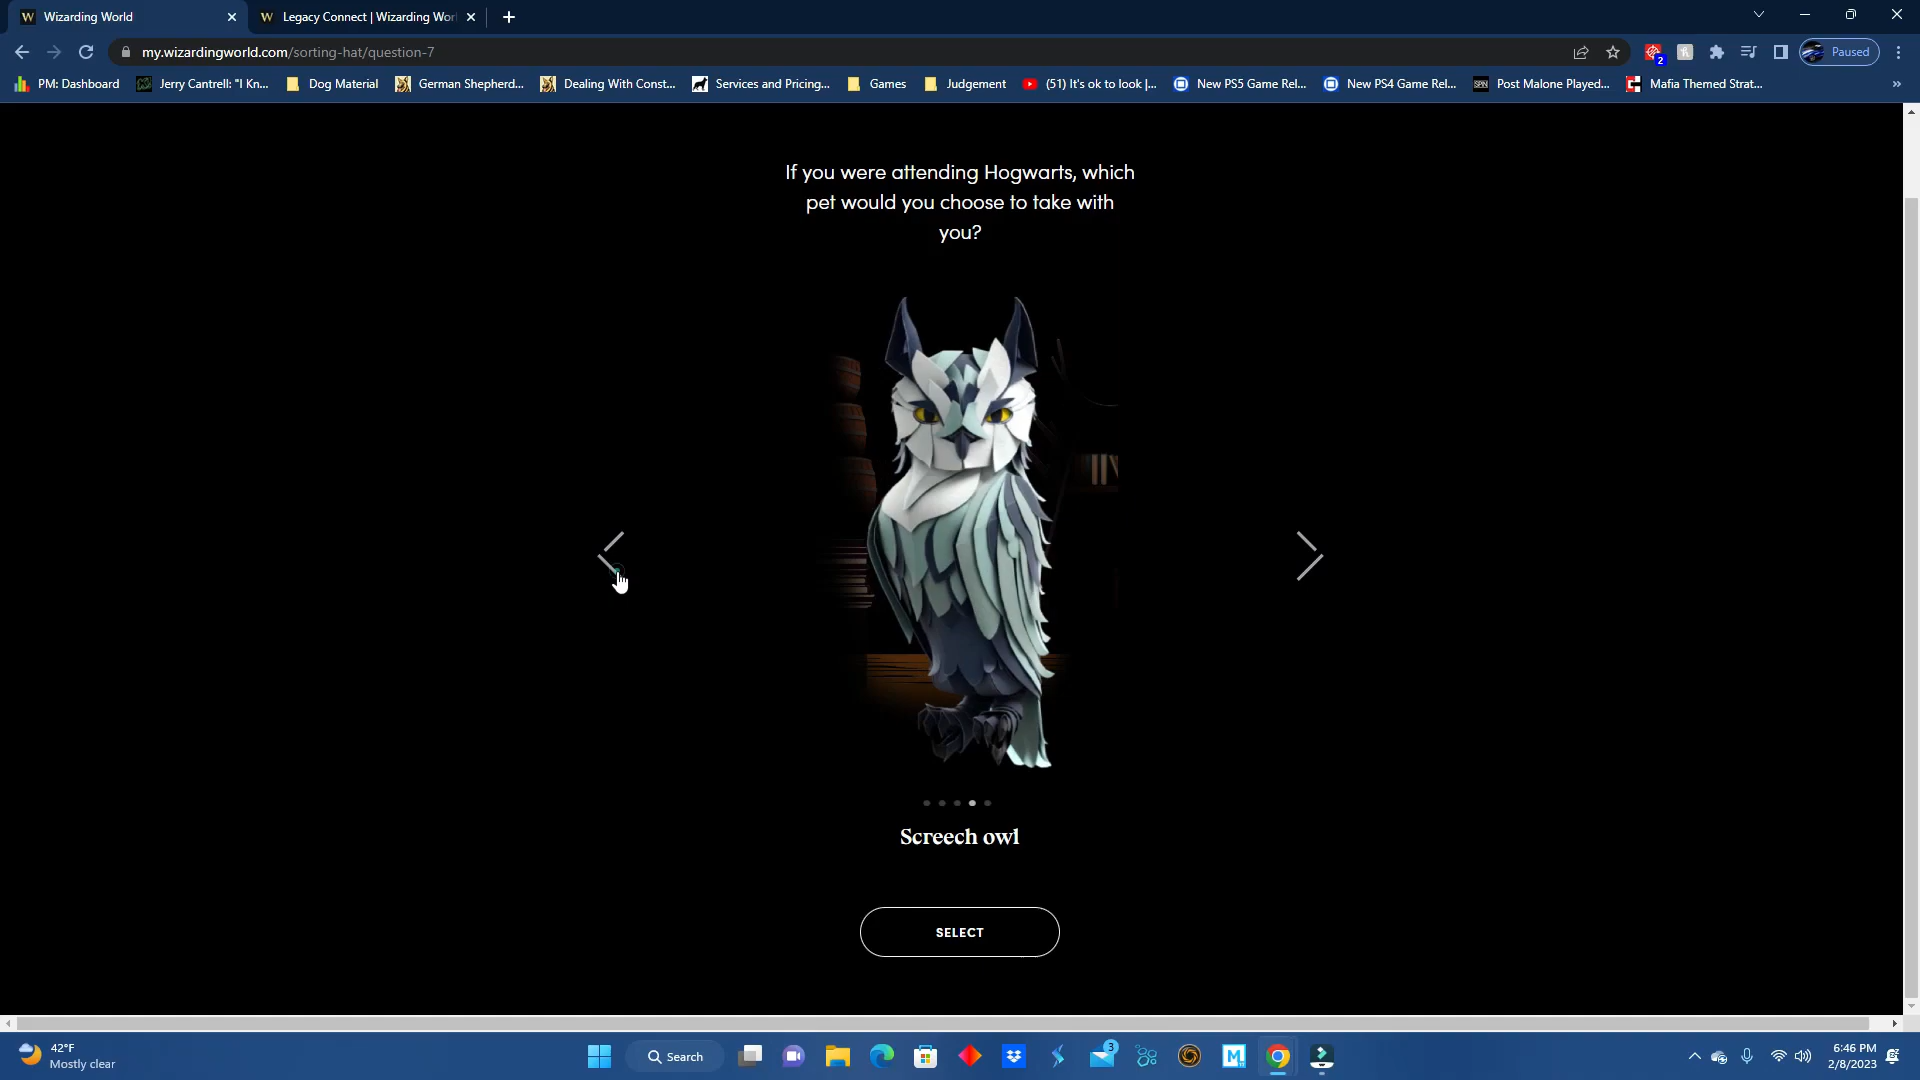 Wizarding World
Legacy Connect | Wizarding Wor
my.wizardingworld.com/sorting-hat/question-7
2
Paused
PM: Dashboard
Jerry Cantrell: "I Kn...
Dog Material
German Shepherd...
Dealing With Const...
Services and Pricing...
Games
Judgement
(51) It's ok to look |...
New PS5 Game Rel...
New PS4 Game Rel...
SPIN
Post Malone Played...
Mafia Themed Strat...
If you were attending Hogwarts, which
pet would you choose to take with
you?
Screech owl
SELECT
42°F
Mostly clear
Search
3
6:46 PM
2/8/2023